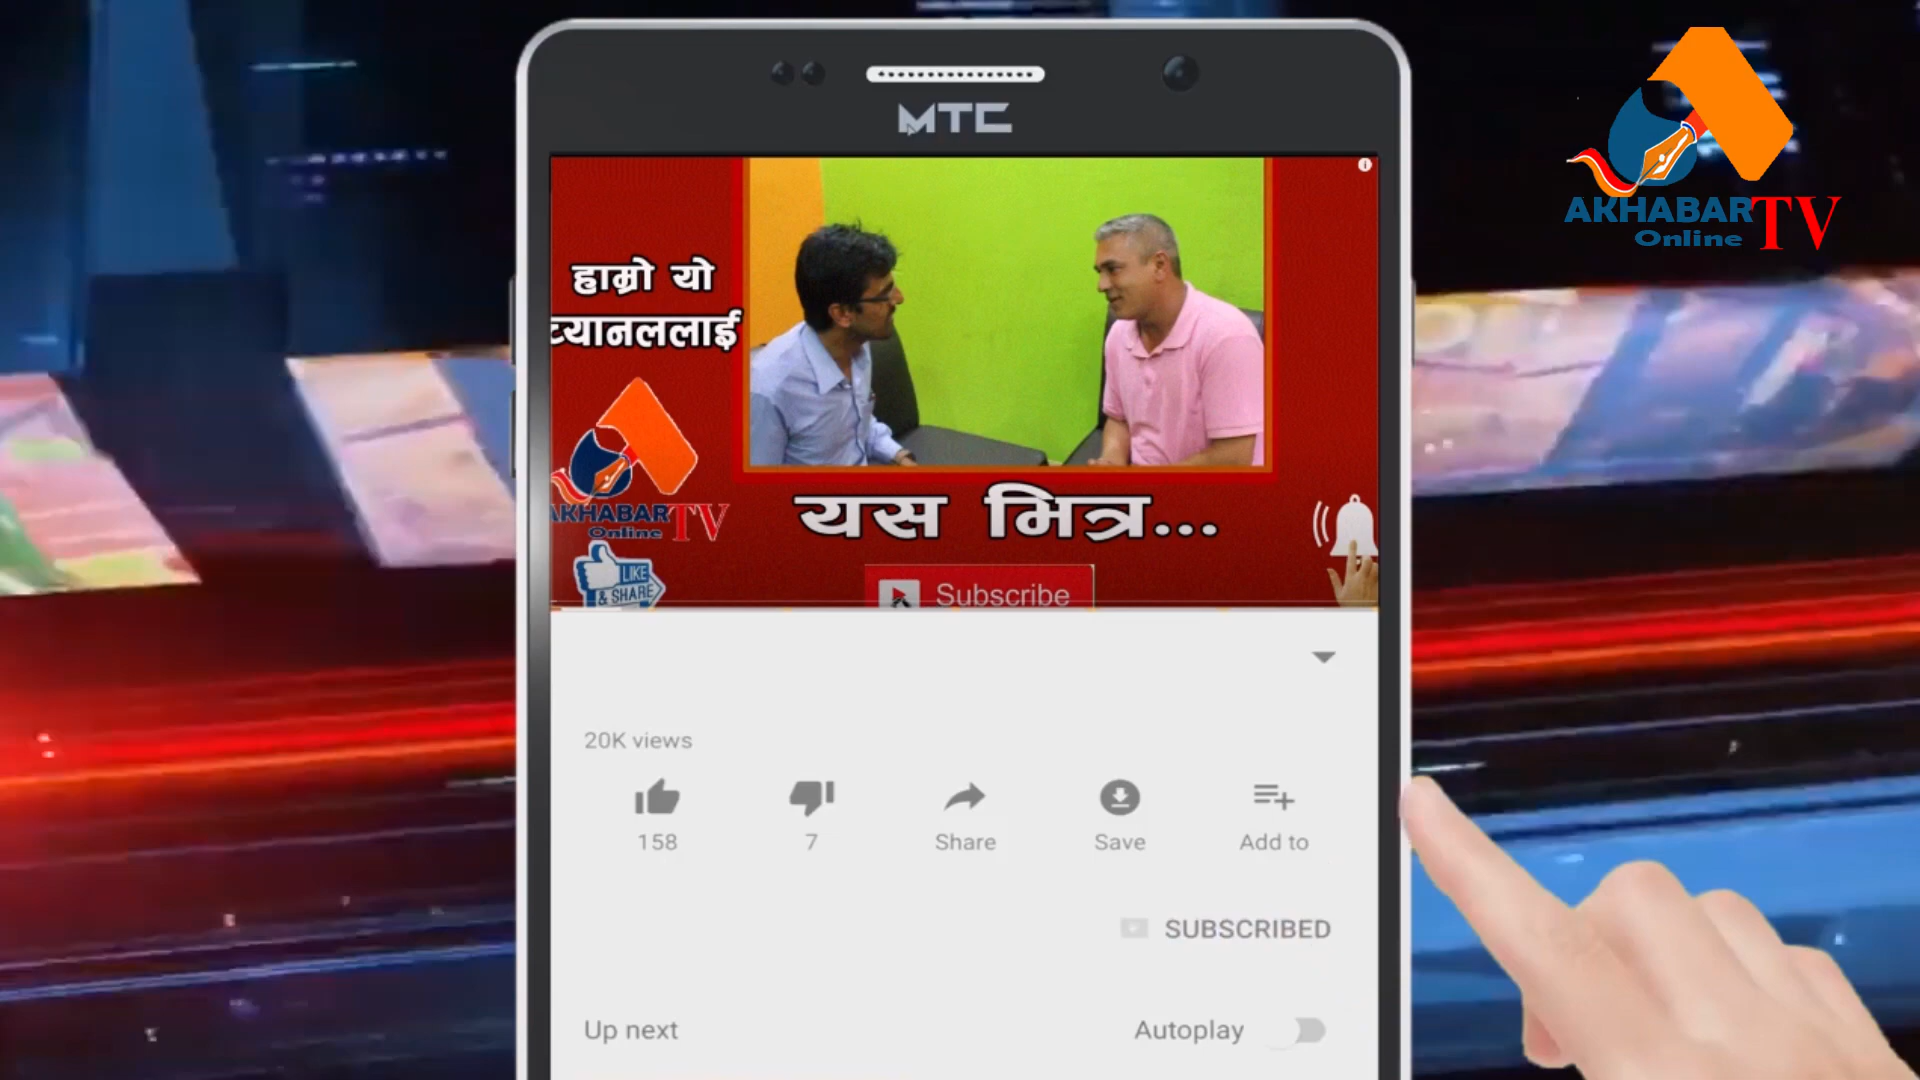 MTC
AKHABAR TV
Online
हाम्रो यो
च्यानललाई
AKHABAR TV
Online
LIKE
& SHARE
यस भित्र...
Subscribe
20K views
158
7
Share
Save
Add to
SUBSCRIBED
Up next
Autoplay